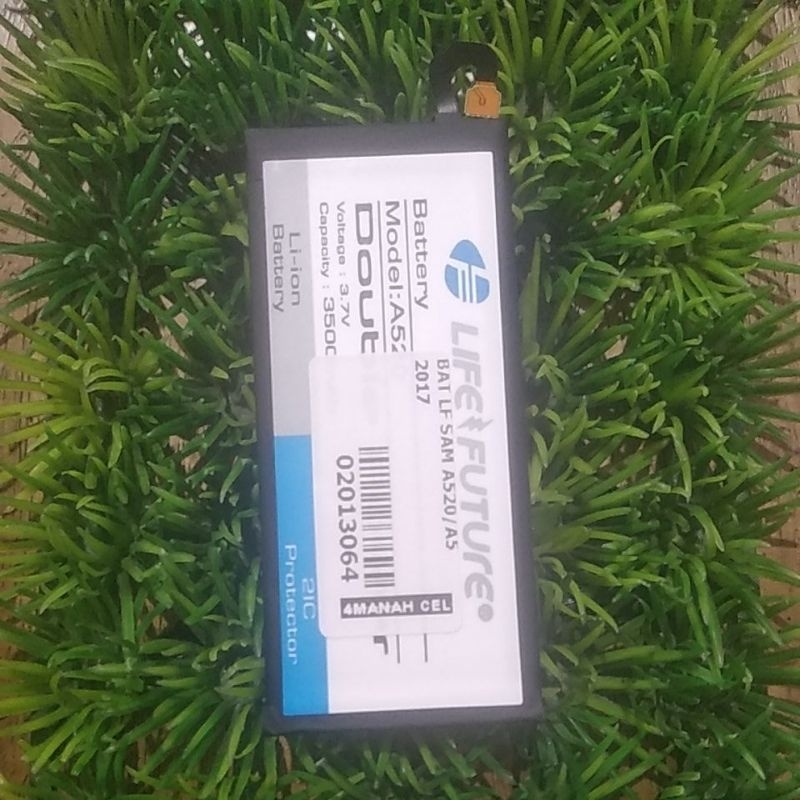 LIFE FUTURE
Battery
Model:A52
Doub
Voltage : 3.7V
Capacity : 350
Li-ion
Battery
2IC
Protector
BAT LF SAM A520/A5
2017
02013064
4MANAH CEL